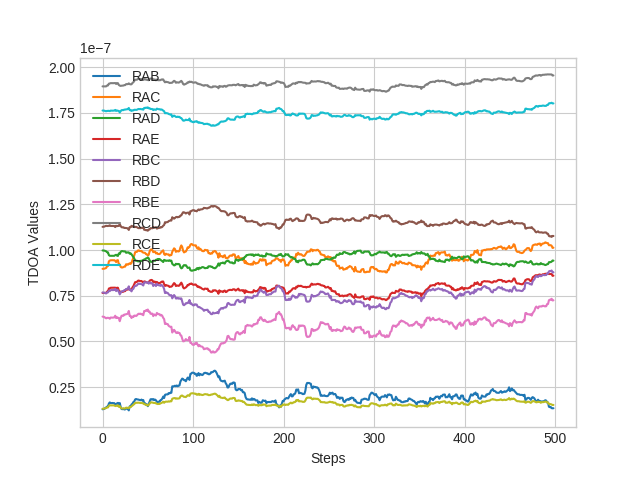 1e−7
2.00
1.75
1.50
1.25
1.00
0.75
0.50
0.25
TDOA Values
RAB
RAC
RAD
RAE
RBC
RBD
RBE
RCD
RCE
RDE
0 100 200 300 400 500
Steps